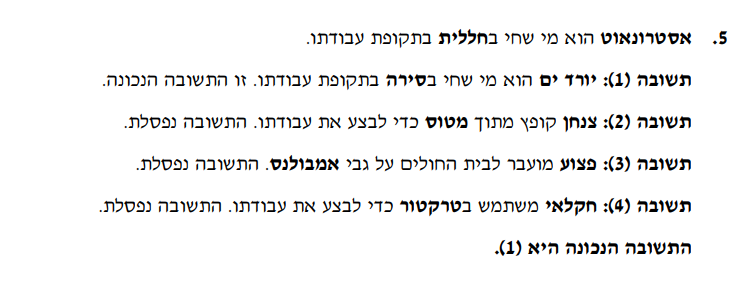 5. אסטרונאוט הוא מי שחי בחללית בתקופת עבודתו.
תשובה (1): יורד ים הוא מי שחי בסירה בתקופת עבודתו. זו התשובה הנכונה.
תשובה (2): צנחן קופץ מתוך מטוס כדי לבצע את עבודתו. התשובה נפסלת.
תשובה (3): פצוע מועבר לבית החולים על גבי אמבולנס. התשובה נפסלת.
תשובה (4): חקלאי משתמש בטרקטור כדי לבצע את עבודתו. התשובה נפסלת.
התשובה הנכונה היא (1).